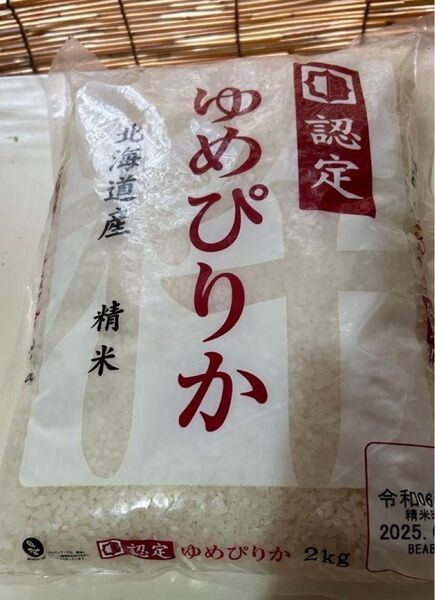 認定
ゆめぴりか
北海道産 精米
令和06
精米
2025.
BEAB
認定 ゆめぴりか 2kg